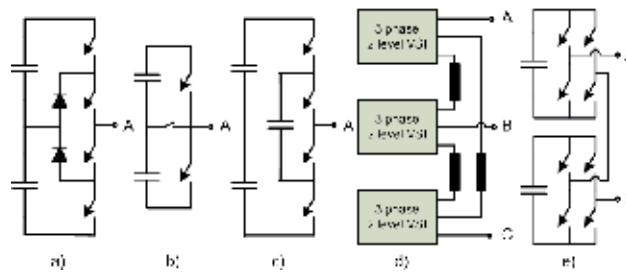 A
A
A
3 phase
2 level VSI
A
3 phase
2 level VSI
B
3 phase
2 level VSI
C
a)
b)
c)
d)
e)